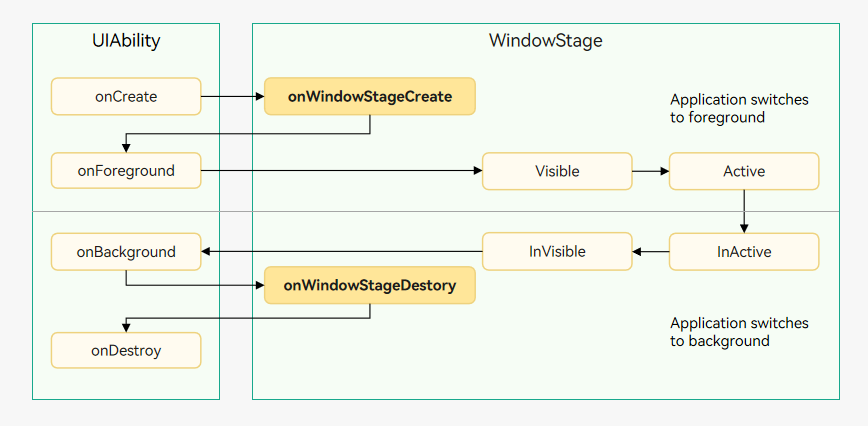 UIAbility
WindowStage
onCreate
onWindowStageCreate
Application switches
to foreground
onForeground
Visible
Active
onBackground
InVisible
InActive
onWindowStageDestory
Application switches
to background
onDestroy